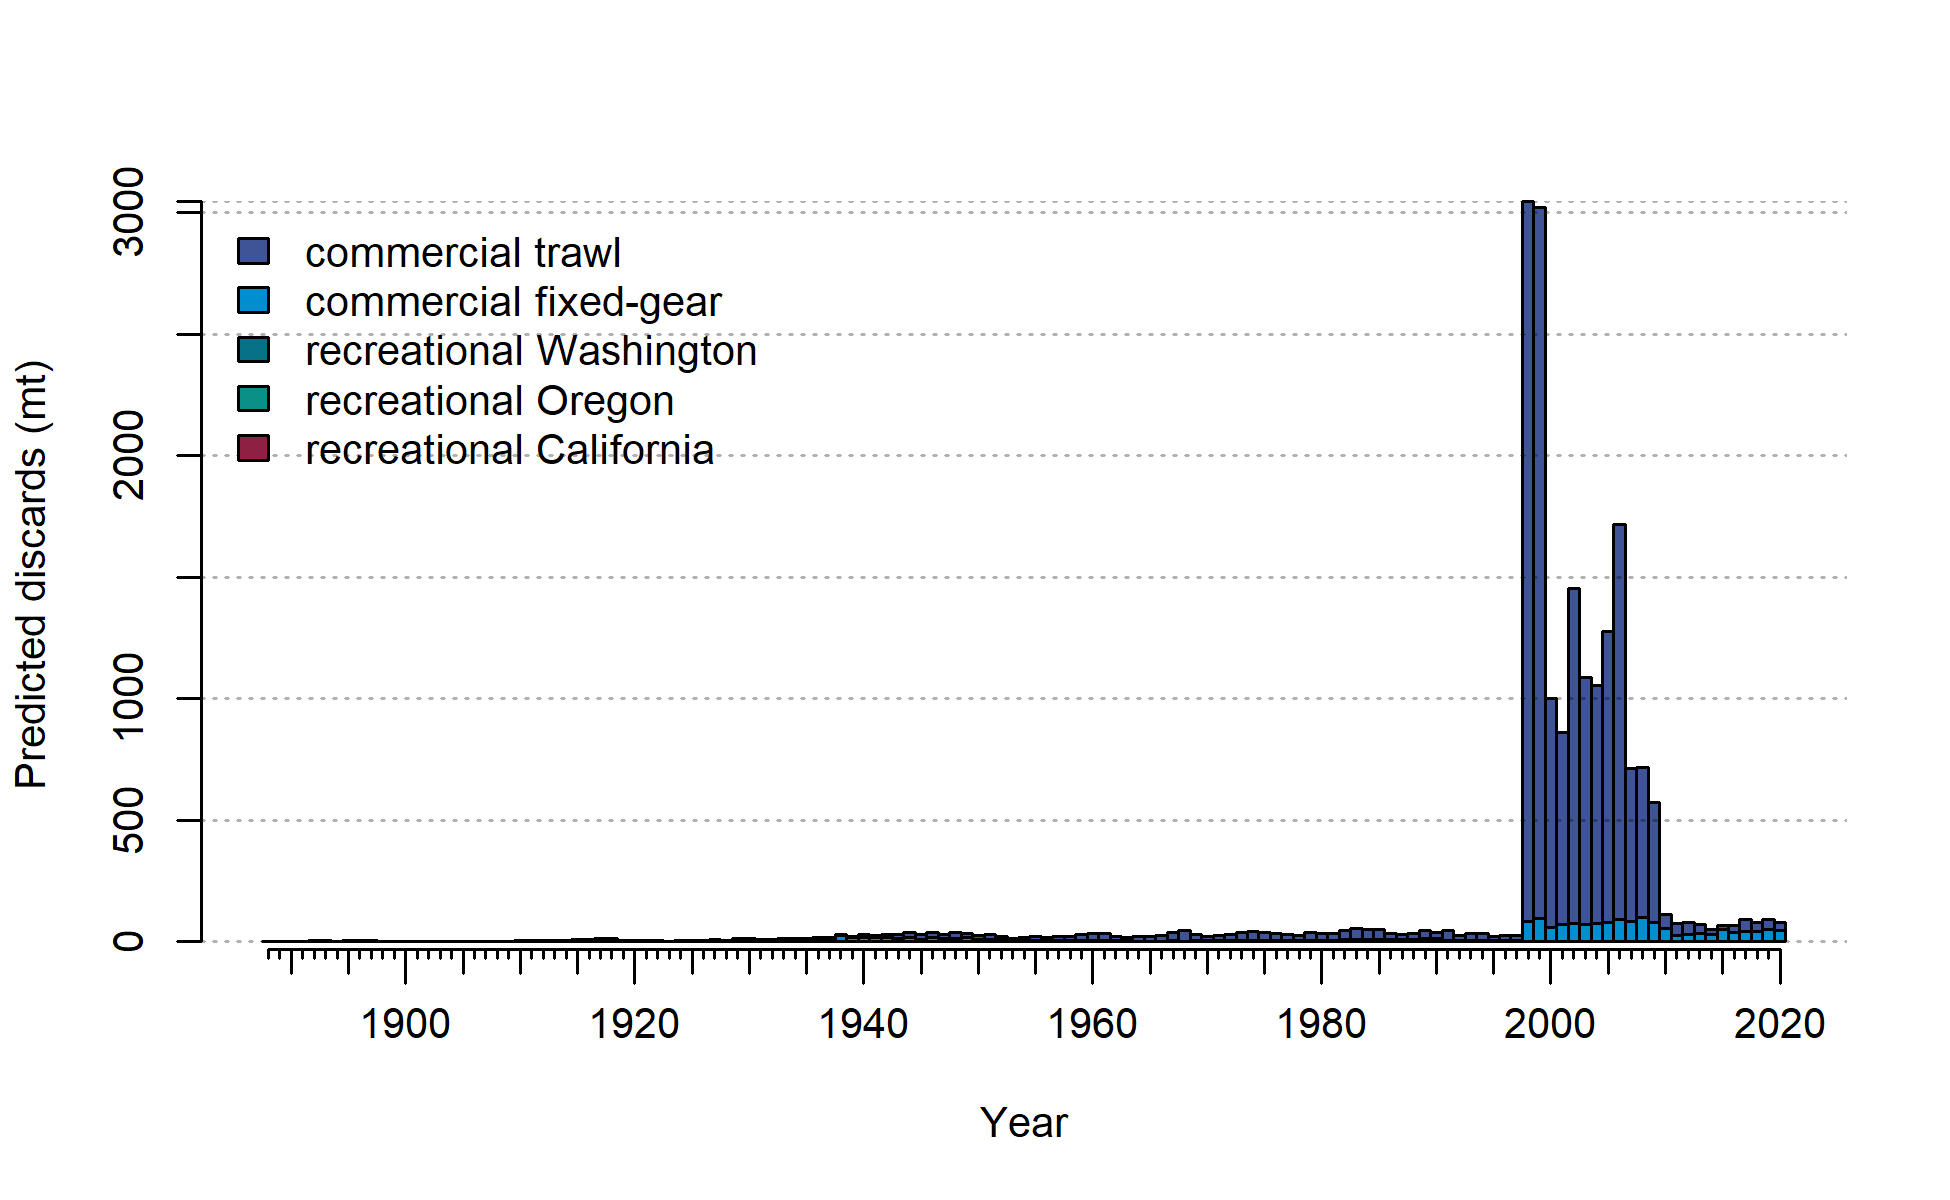 3000
2000
1000
500
0
Predicted discards (mt)
commercial trawl
commercial fixed-gear
recreational Washington
recreational Oregon
recreational California
1900 1920 1940 1960 1980 2000 2020
Year